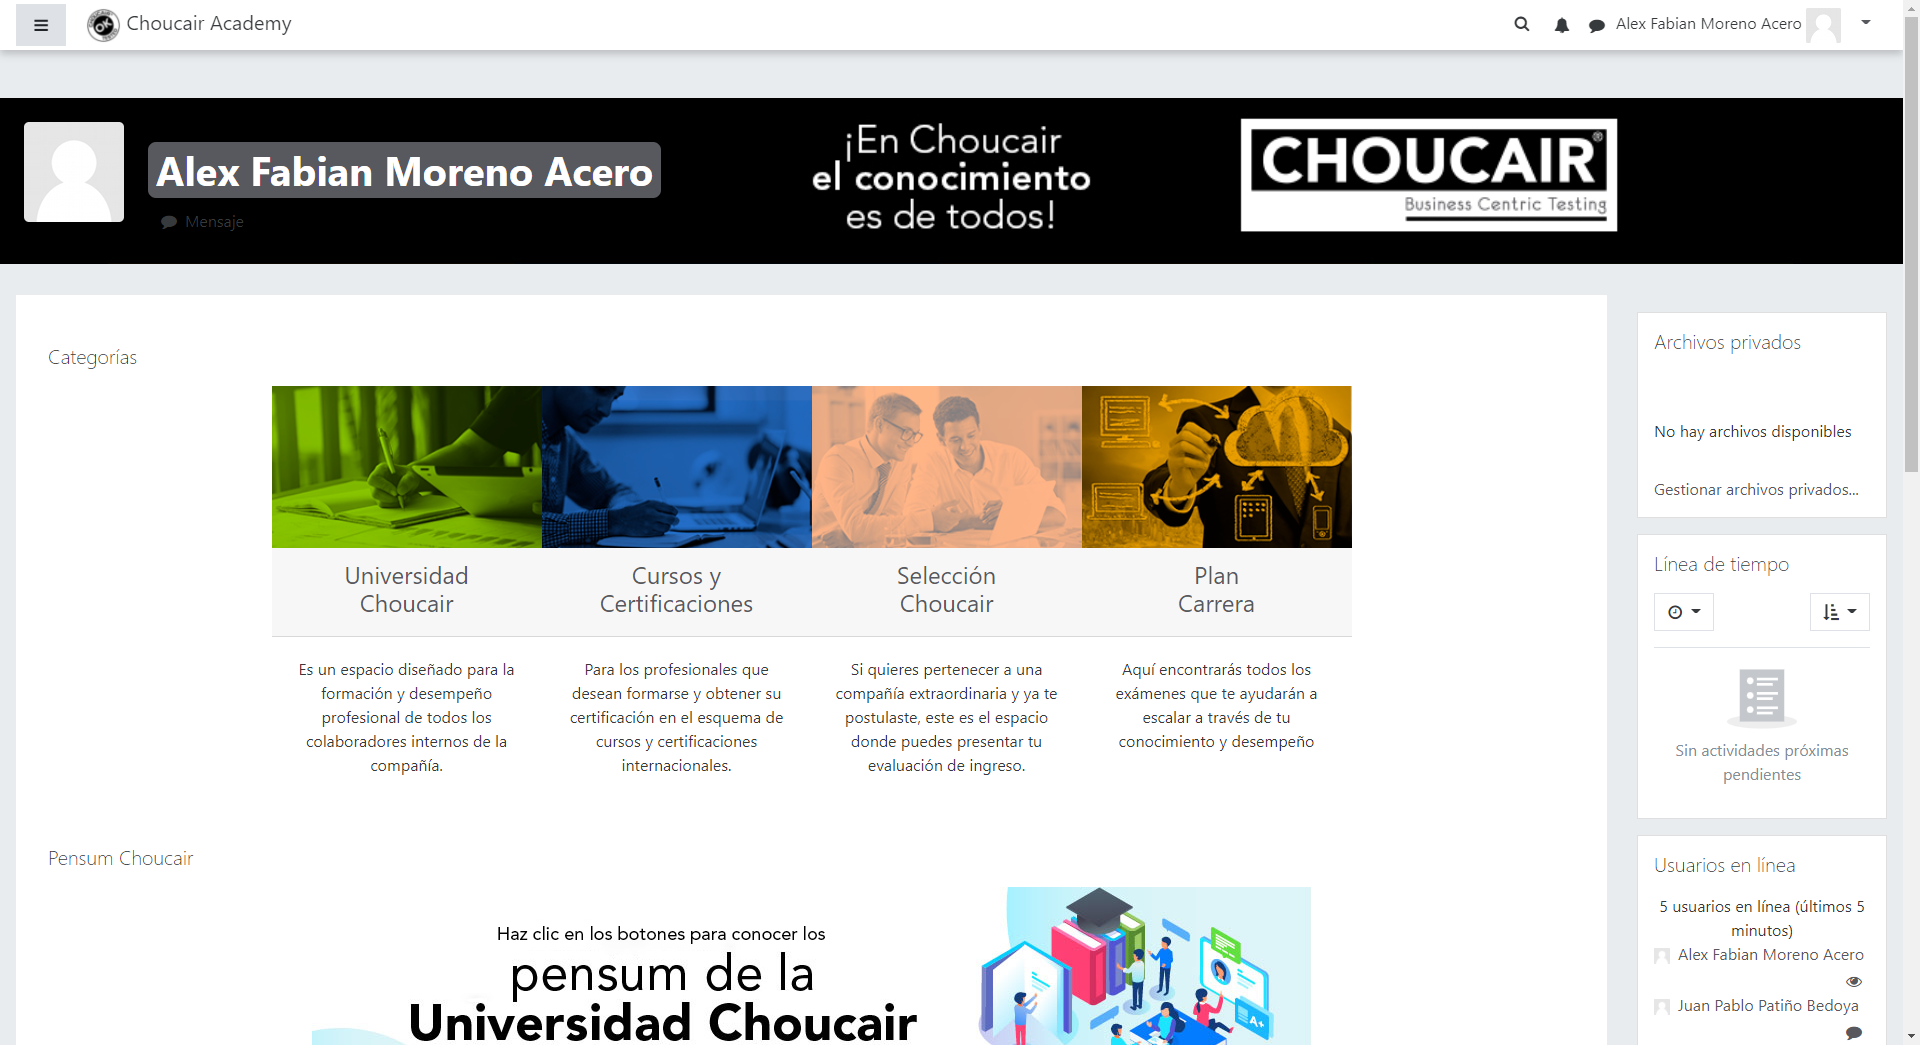 Choucair Academy
Alex Fabian Moreno Acero
Alex Fabian Moreno Acero
Mensaje
¡En Choucair
el conocimiento
es de todos!
CHOUCAIR®
Business Centric Testing
Categorías
Universidad
Choucair
Es un espacio diseñado para la
formación y desempeño
profesional de todos los
colaboradores internos de la
compañía.
Cursos y
Certificaciones
Para los profesionales que
desean formarse y obtener su
certificación en el esquema de
cursos y certificaciones
internacionales.
Selección
Choucair
Si quieres pertenecer a una
compañía extraordinaria y ya te
postulaste, este es el espacio
donde puedes presentar tu
evaluación de ingreso.
Plan
Carrera
Aquí encontrarás todos los
exámenes que te ayudarán a
escalar a través de tu
conocimiento y desempeño
Pensum Choucair
Haz clic en los botones para conocer los
pensum de la
Universidad Choucair
A+
Archivos privados
No hay archivos disponibles
Gestionar archivos privados...
Línea de tiempo
Sin actividades próximas
pendientes
Usuarios en línea
5 usuarios en línea (últimos 5
minutos)
Alex Fabian Moreno Acero
Juan Pablo Patiño Bedoya